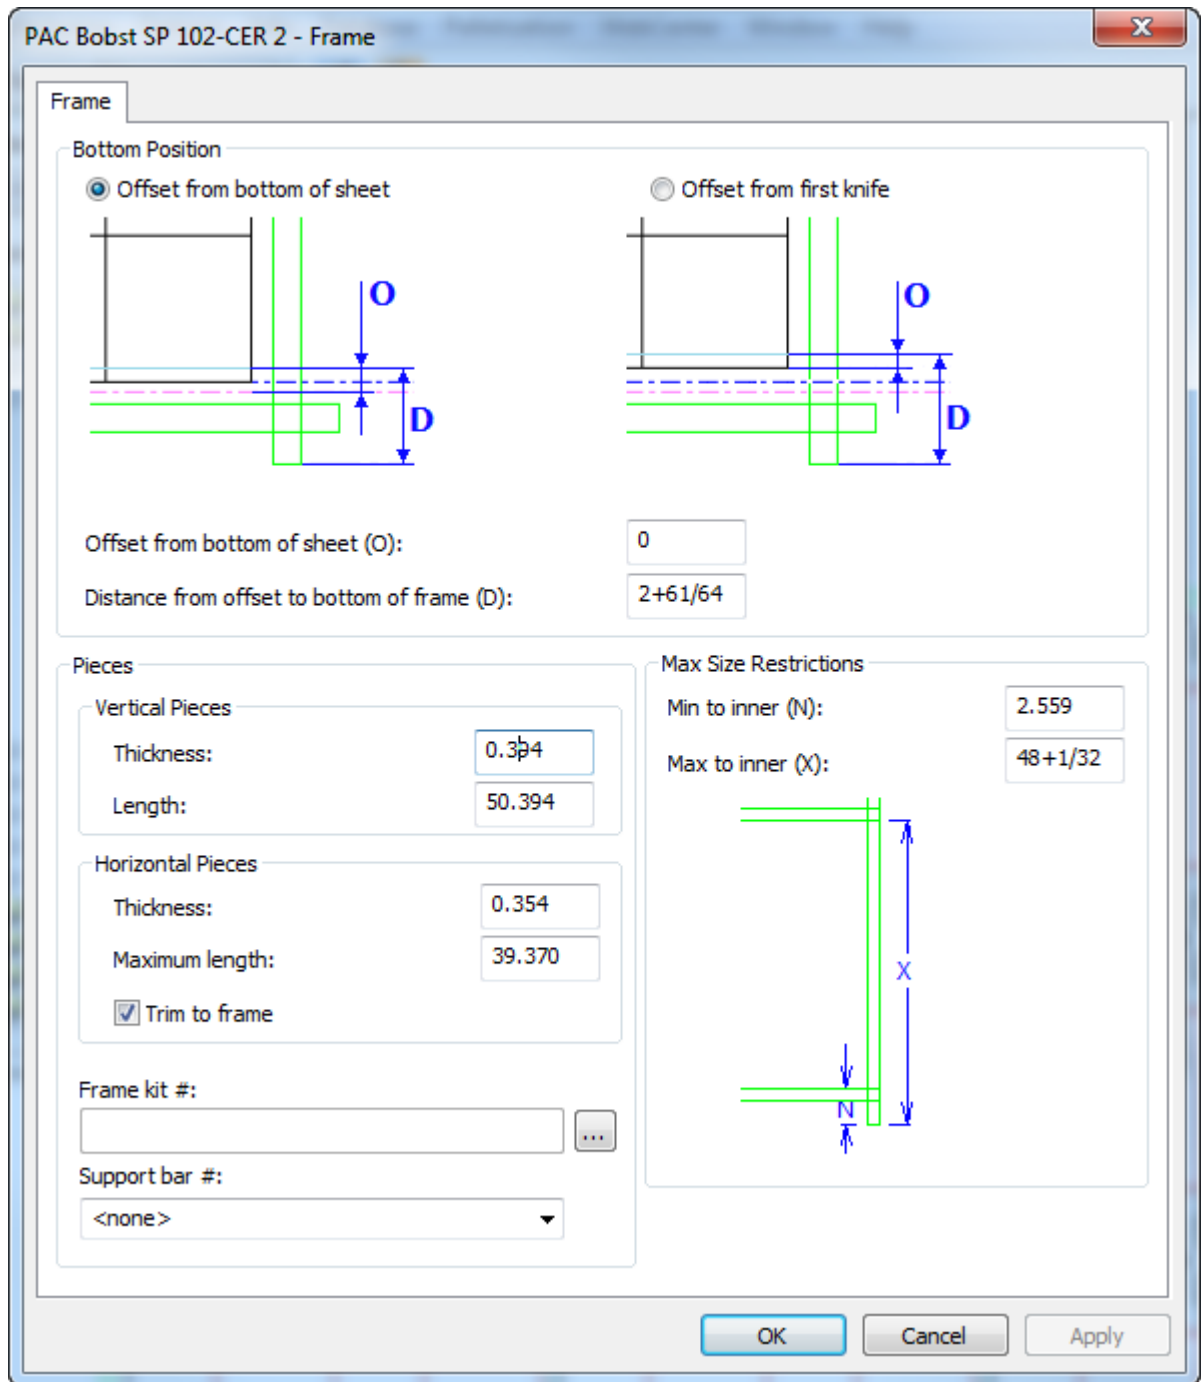 PAC Bobst SP 102-CER 2 - Frame
Frame
Bottom Position
Offset from bottom of sheet
Offset from first knife
O
D
O
D
Offset from bottom of sheet (O):
0
Distance from offset to bottom of frame (D):
2+61/64
Pieces
Vertical Pieces
Thickness:
0.394
Length:
50.394
Horizontal Pieces
Thickness:
0.354
Maximum length:
39.370
Trim to frame
Frame kit #:
...
Support bar #:
<none>
Max Size Restrictions
Min to inner (N):
2.559
Max to inner (X):
48+1/32
X
N
OK
Cancel
Apply